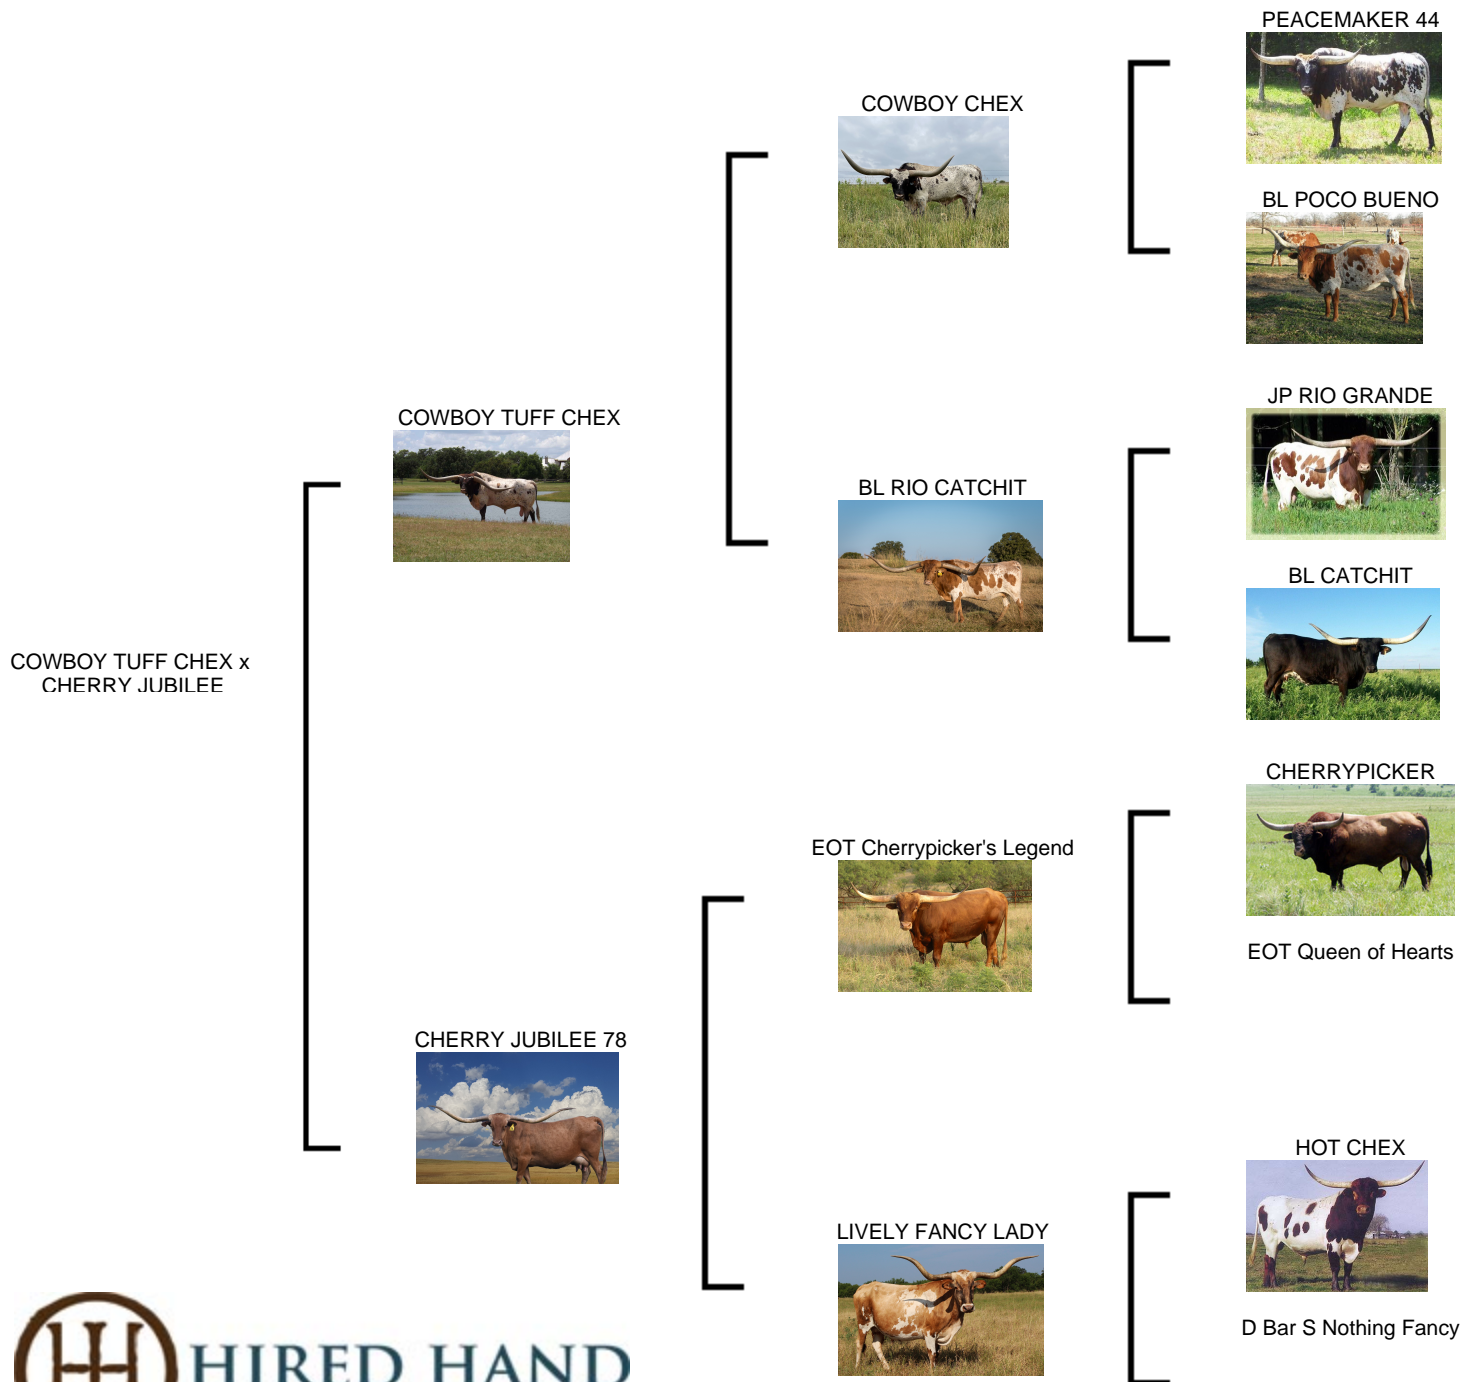 PEACEMAKER 44
COWBOY CHEX
BL POCO BUENO
JP RIO GRANDE
COWBOY TUFF CHEX
BL RIO CATCHIT
BL CATCHIT
COWBOY TUFF CHEX x
CHERRY JUBILEE
CHERRYPICKER
EOT Cherrypicker's Legend
EOT Queen of Hearts
CHERRY JUBILEE 78
HOT CHEX
LIVELY FANCY LADY
D Bar S Nothing Fancy
HIRED HAND